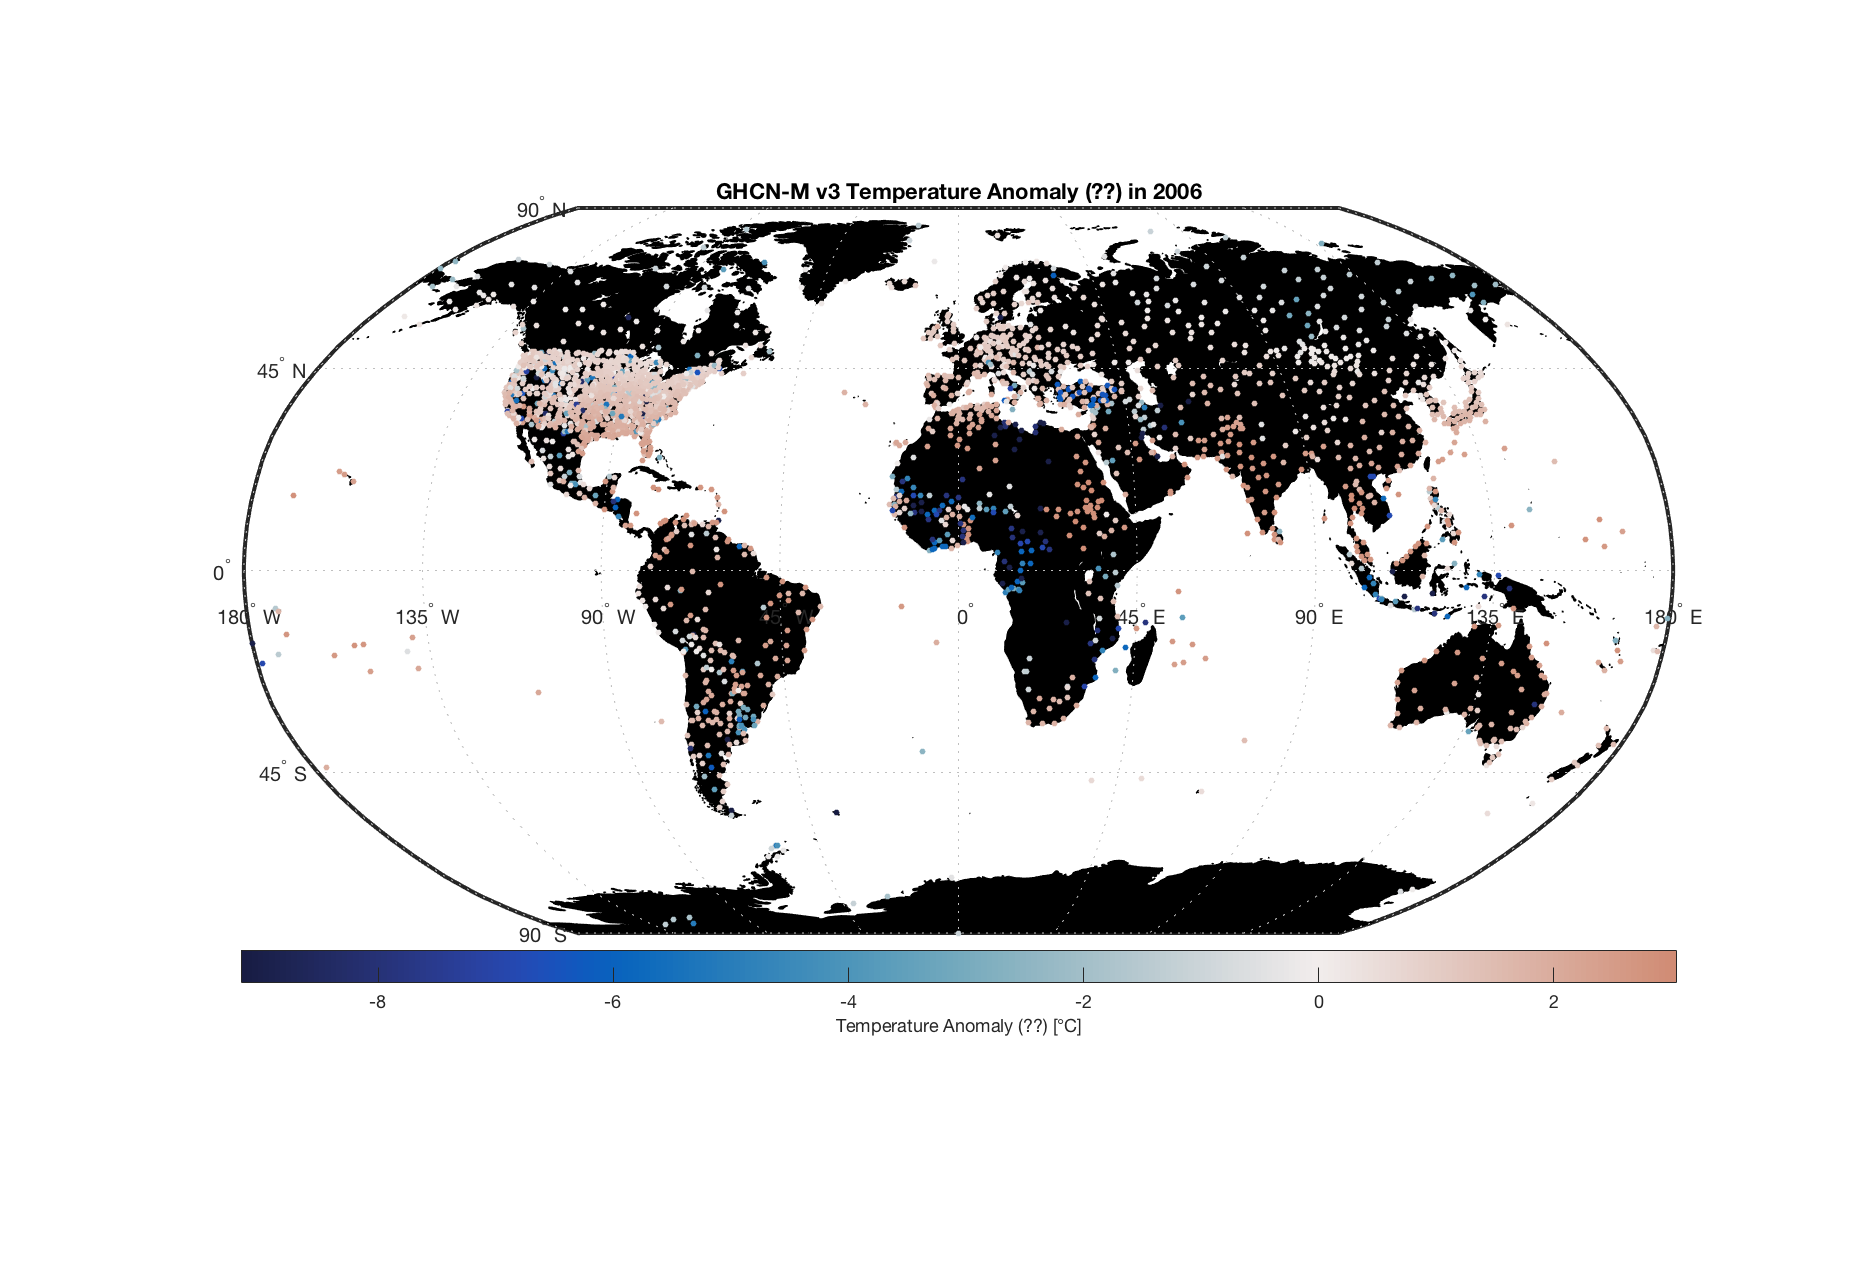 GHCN-M v3 Temperature Anomaly (??) in 2006
90° N
45° N
0°
180° W 135° W 90° W 45° W 0° 45° E 90° E 135° E 180° E
45° S
90° S
-8 -6 -4 -2 0 2
Temperature Anomaly (??) [°C]